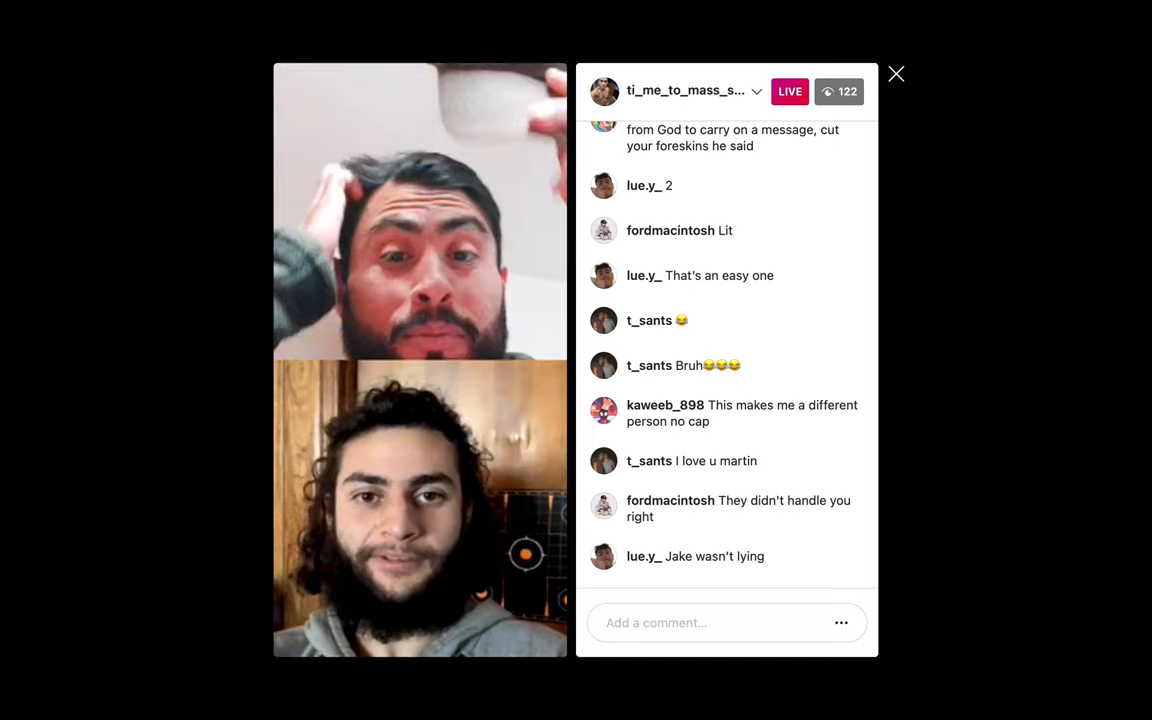 ti_me_to_mass_s...
LIVE
122
from God to carry on a message, cut
your foreskins he said
lue.y_ 2
fordmacintosh Lit
lue.y_ That's an easy one
t_sants 😂
t_sants Bruh😂😂😂
kaweeb_898 This makes me a different
person no cap
t_sants I love u martin
fordmacintosh They didn't handle you
right
lue.y_ Jake wasn't lying
Add a comment...